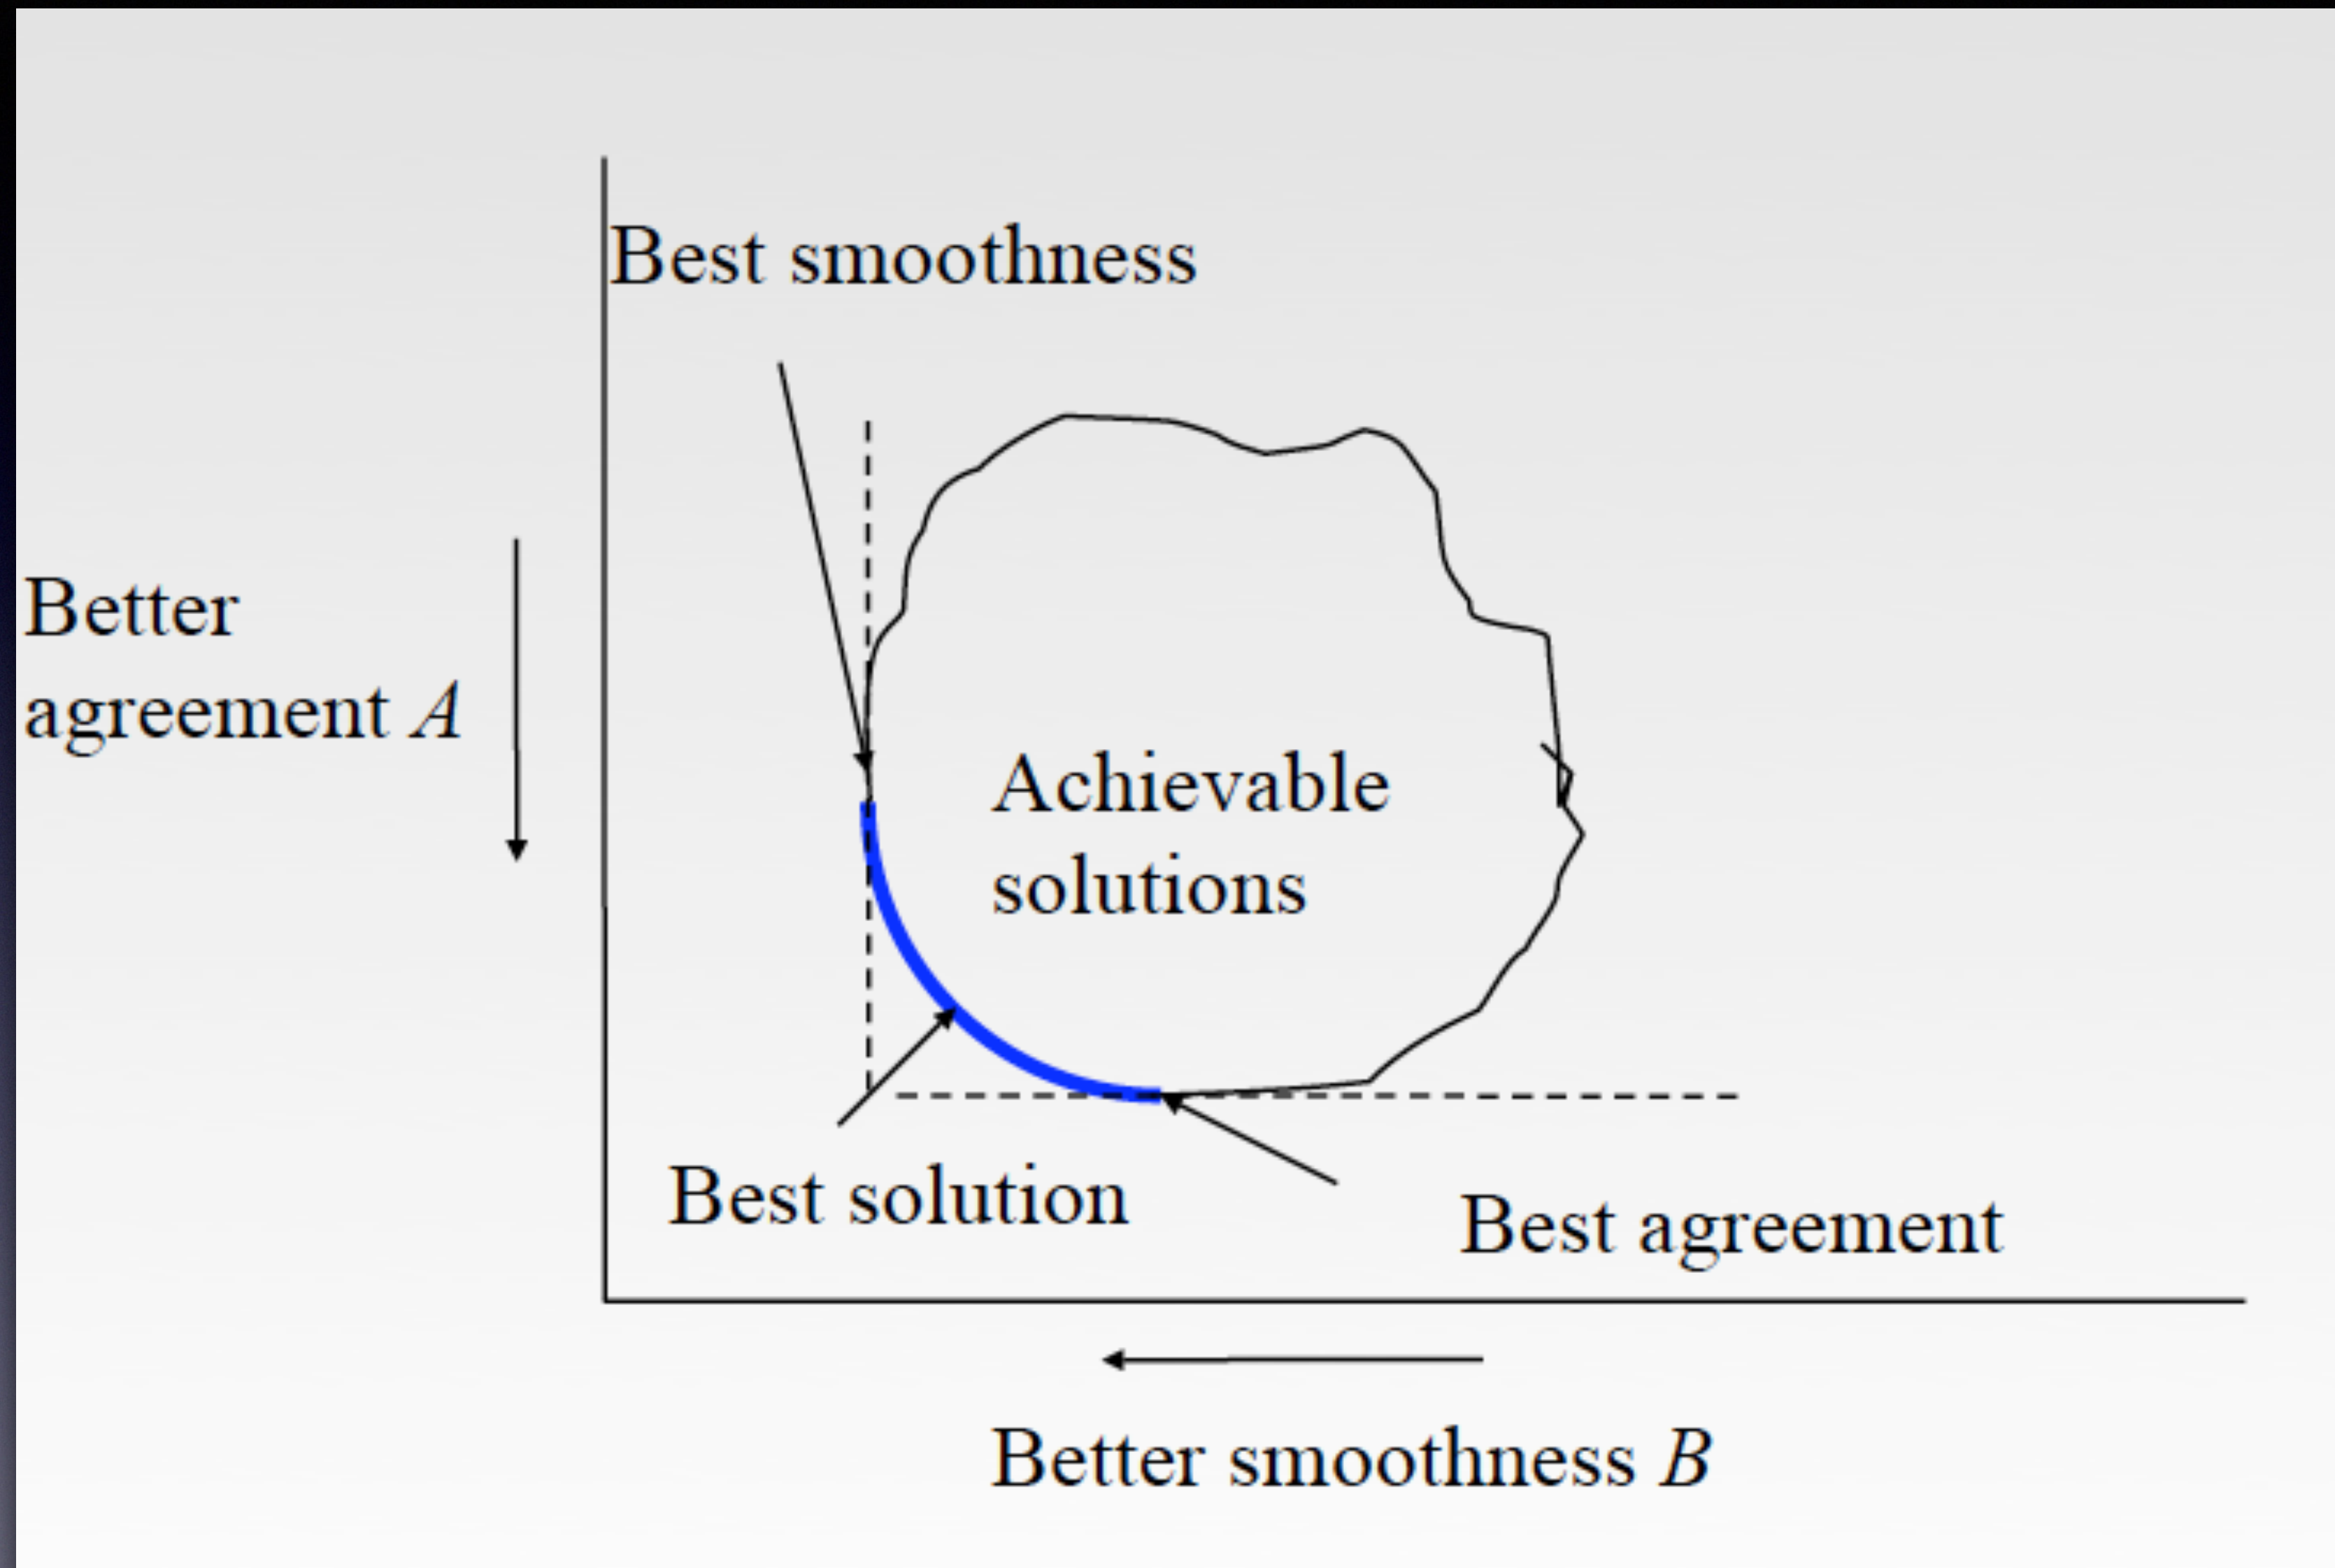 Best smoothness
Better
agreement A
Achievable
solutions
Best solution
Best agreement
Better smoothness B